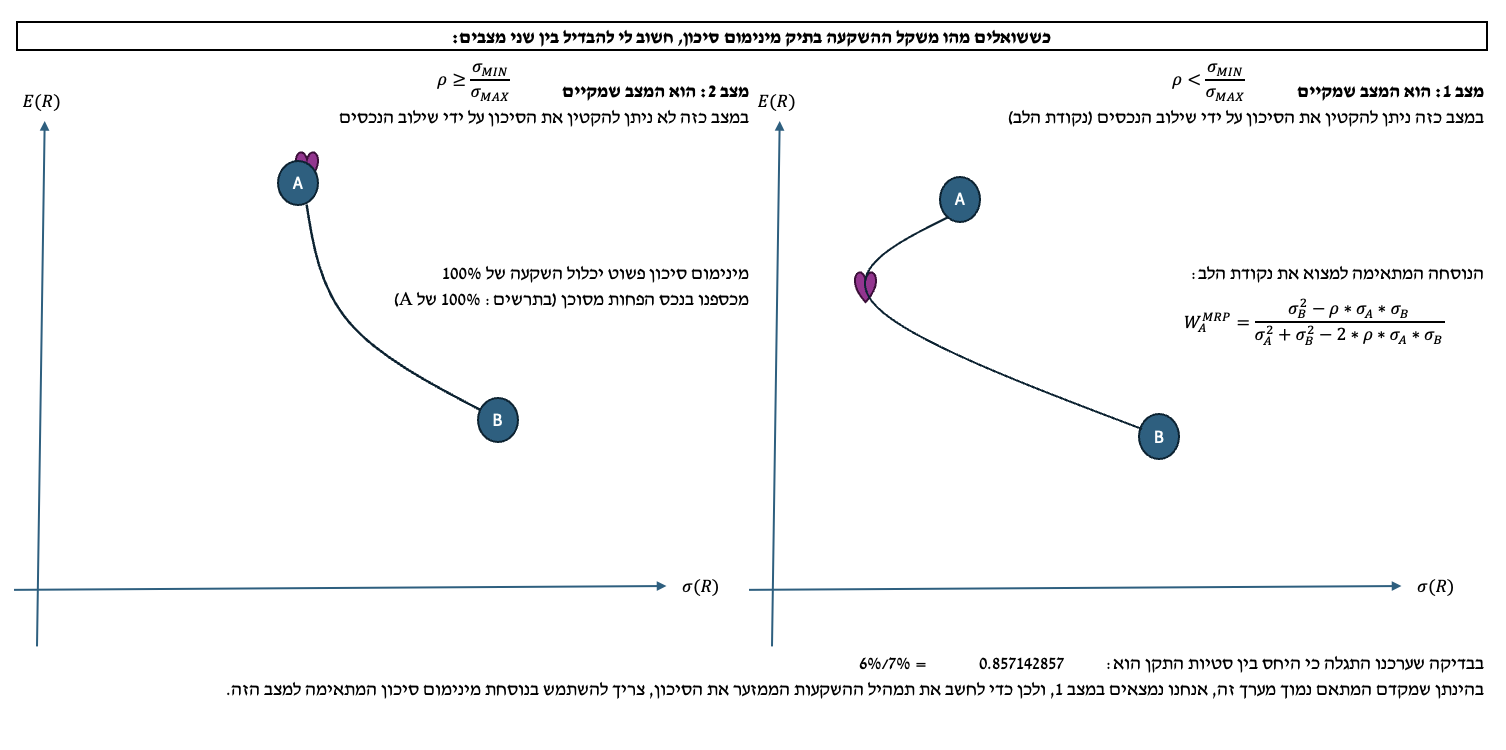 כששואלים מהו משקל ההשקעה בתיק מינימום סיכון, חשוב לי להבדיל בין שני מצבים:
מצב 1: הוא המצב שמקיים ρ < σ_MIN / σ_MAX
במצב כזה ניתן להקטין את הסיכון על ידי שילוב הנכסים (נקודת הלב)
E(R)
A
הנוסחה המתאימה למצוא את נקודת הלב:
W_A^MRP = (σ_B^2 − ρ * σ_A * σ_B) / (σ_A^2 + σ_B^2 − 2 * ρ * σ_A * σ_B)
B
σ(R)
מצב 2: הוא המצב שמקיים ρ ≥ σ_MIN / σ_MAX
במצב כזה לא ניתן להקטין את הסיכון על ידי שילוב הנכסים
E(R)
A
מינימום סיכון פשוט יכלול השקעה של 100%
מכספנו בנכס הפחות מסוכן (בתרשים: 100% של A)
B
σ(R)
בבדיקה שערכנו התגלה כי היחס בין סטיות התקן הוא: 0.857142857 = 6%/7%
בהינתן שמקדם המתאם נמוך מערך זה, אנחנו נמצאים במצב 1, ולכן כדי לחשב את תמהיל ההשקעות הממזער את הסיכון, צריך להשתמש בנוסחת מינימום סיכון המתאימה למצב הזה.